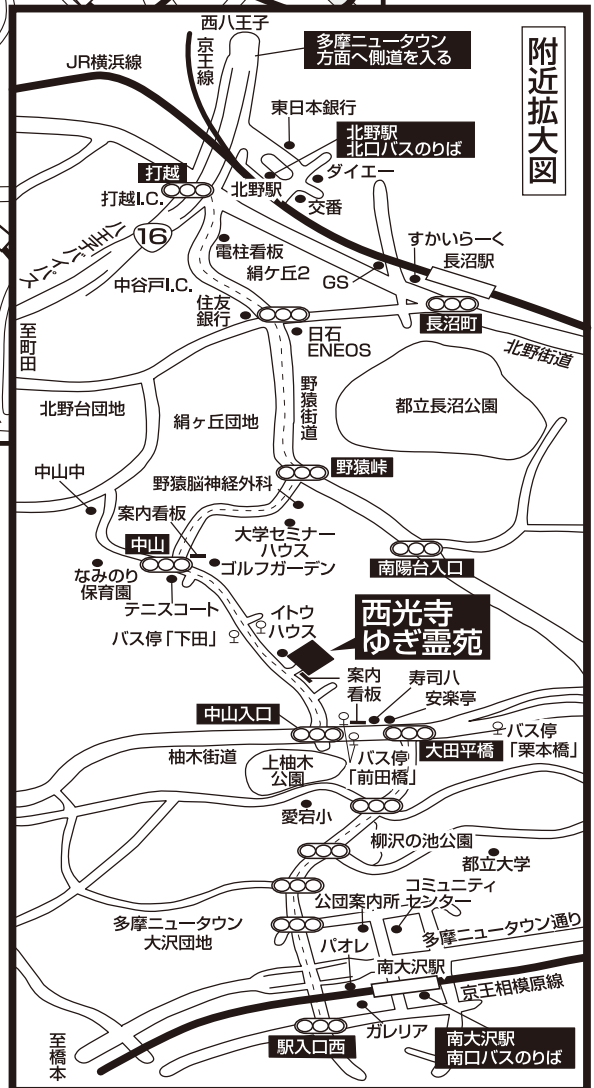 附近拡大図
西八王子
京王線
多摩ニュータウン
方面へ側道を入る
JR横浜線
東日本銀行
北野駅
北口バスのりば
打越
ダイエー
北野駅
打越I.C.
交番
16
八王子バイパス
電柱看板
すかいらーく
長沼駅
絹ヶ丘2
GS
中谷戸I.C.
住友
銀行
長沼町
日石
ENEOS
北野街道
至町田
野猿街道
北野台団地
絹ヶ丘団地
都立長沼公園
中山中
野猿脳神経外科
野猿峠
案内看板
大学セミナー
ハウス
中山
ゴルフガーデン
南陽台入口
なみのり
保育園
テニスコート
イトウ
ハウス
西光寺
ゆぎ霊苑
バス停「下田」
案内
看板
寿司八
安楽亭
中山入口
バス停
「栗本橋」
大田平橋
柚木街道
バス停
「前田橋」
上柚木
公園
愛宕小
柳沢の池公園
都立大学
コミュニティ
センター
公団案内所
多摩ニュータウン
大沢団地
多摩ニュータウン通り
パオレ
南大沢駅
京王相模原線
ガレリア
至橋本
駅入口西
南大沢駅
南口バスのりば